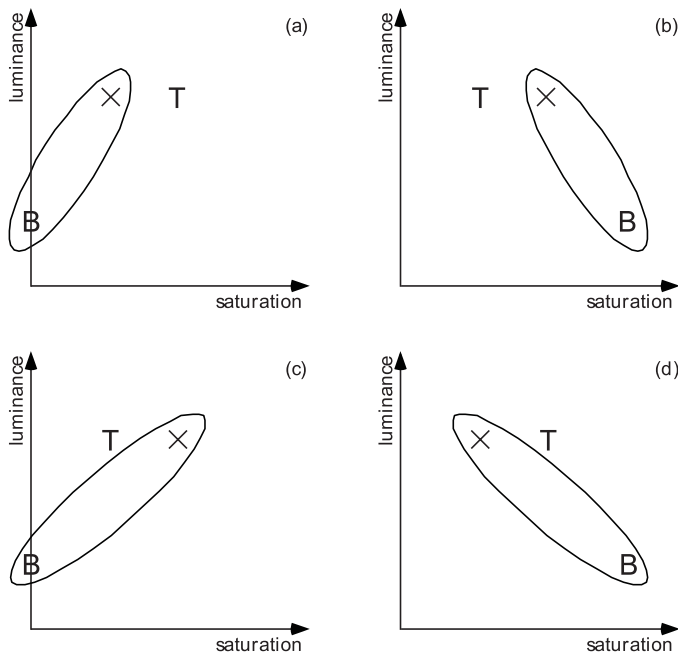 (a)
luminance
T
B
saturation
(b)
luminance
T
B
saturation
(c)
luminance
T
B
saturation
(d)
luminance
T
B
saturation